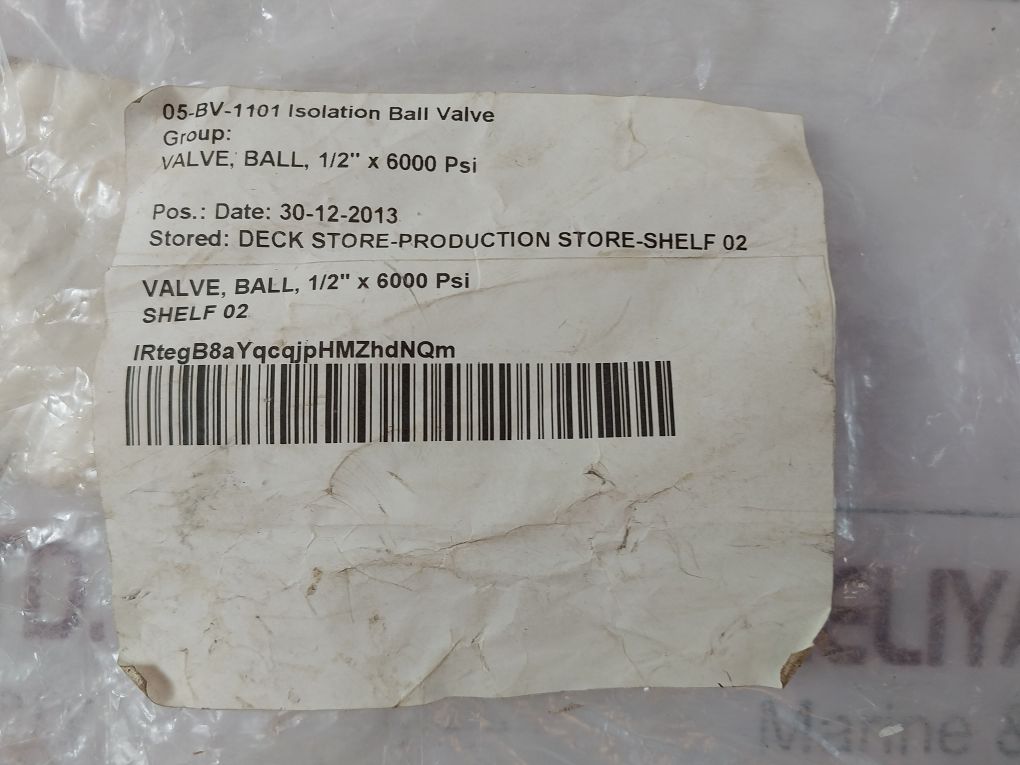 05-BV-1101 Isolation Ball Valve
Group:
VALVE, BALL, 1/2" x 6000 Psi
Pos.: Date: 30-12-2013
Stored: DECK STORE-PRODUCTION STORE-SHELF 02
VALVE, BALL, 1/2" x 6000 Psi
SHELF 02
IRtegB8aYqcqjpHMZhdNQm
Marine &